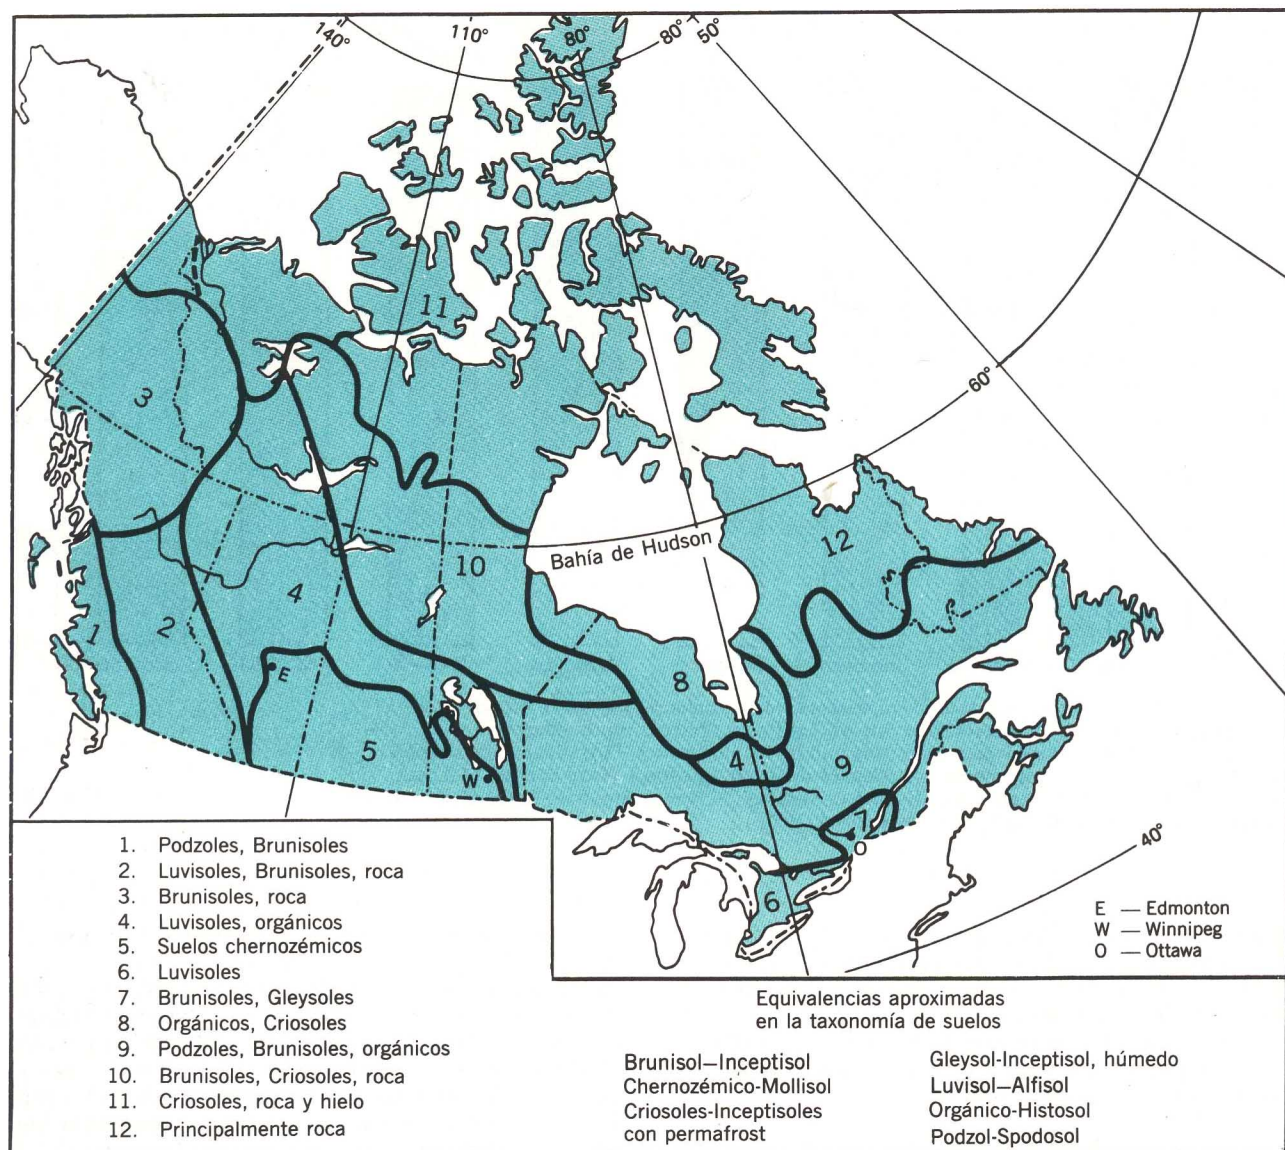 140°
110°
80°
80°
50°
11
3
60°
12
Bahía de Hudson
10
4
1
2
E
8
5
4
9
W
7
O
40°
6
1. Podzoles, Brunisoles
2. Luvisoles, Brunisoles, roca
3. Brunisoles, roca
4. Luvisoles, orgánicos
5. Suelos chernozémicos
6. Luvisoles
7. Brunisoles, Gleysoles
8. Orgánicos, Criosoles
9. Podzoles, Brunisoles, orgánicos
10. Brunisoles, Criosoles, roca
11. Criosoles, roca y hielo
12. Principalmente roca
E — Edmonton
W — Winnipeg
O — Ottawa
Equivalencias aproximadas
en la taxonomía de suelos
Brunisol—Inceptisol
Chernozémico-Mollisol
Criosoles-Inceptisoles
con permafrost
Gleysol-Inceptisol, húmedo
Luvisol—Alfisol
Orgánico-Histosol
Podzol-Spodosol